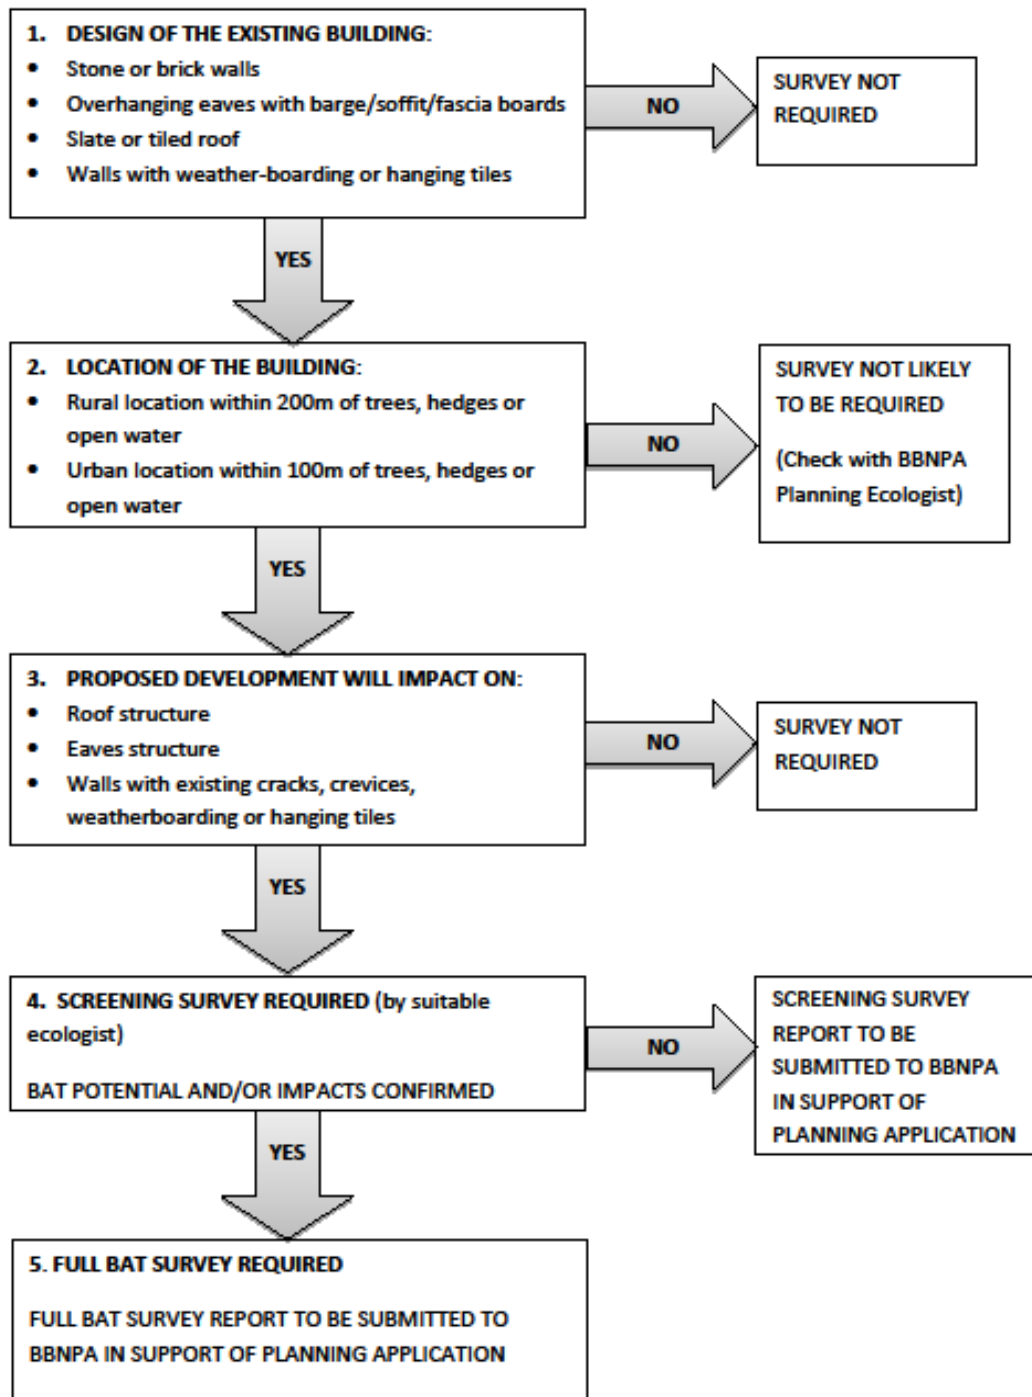 1. DESIGN OF THE EXISTING BUILDING:
• Stone or brick walls
• Overhanging eaves with barge/soffit/fascia boards
• Slate or tiled roof
• Walls with weather-boarding or hanging tiles
NO
SURVEY NOT
REQUIRED
YES
2. LOCATION OF THE BUILDING:
• Rural location within 200m of trees, hedges or
open water
• Urban location within 100m of trees, hedges or
open water
NO
SURVEY NOT LIKELY
TO BE REQUIRED
(Check with BBNPA
Planning Ecologist)
YES
3. PROPOSED DEVELOPMENT WILL IMPACT ON:
• Roof structure
• Eaves structure
• Walls with existing cracks, crevices,
weatherboarding or hanging tiles
NO
SURVEY NOT
REQUIRED
YES
4. SCREENING SURVEY REQUIRED (by suitable
ecologist)
BAT POTENTIAL AND/OR IMPACTS CONFIRMED
NO
SCREENING SURVEY
REPORT TO BE
SUBMITTED TO BBNPA
IN SUPPORT OF
PLANNING APPLICATION
YES
5. FULL BAT SURVEY REQUIRED
FULL BAT SURVEY REPORT TO BE SUBMITTED TO
BBNPA IN SUPPORT OF PLANNING APPLICATION